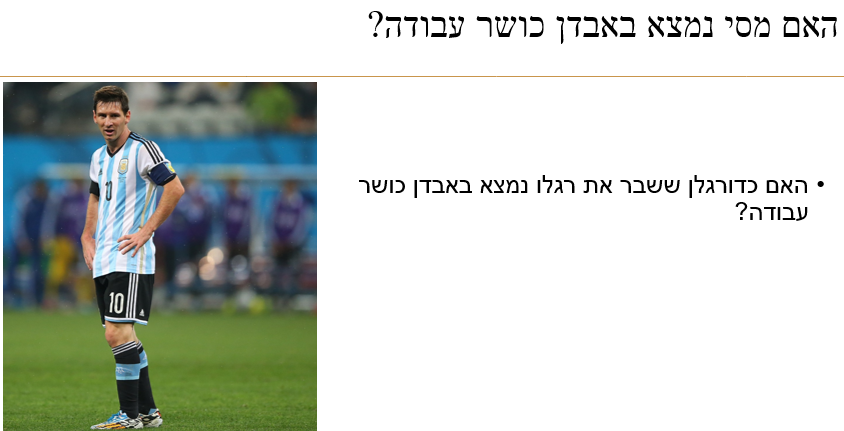 האם מסי נמצא באבדן כושר עבודה?
• האם כדורגלן ששבר את רגלו נמצא באבדן כושר
עבודה?
10
10